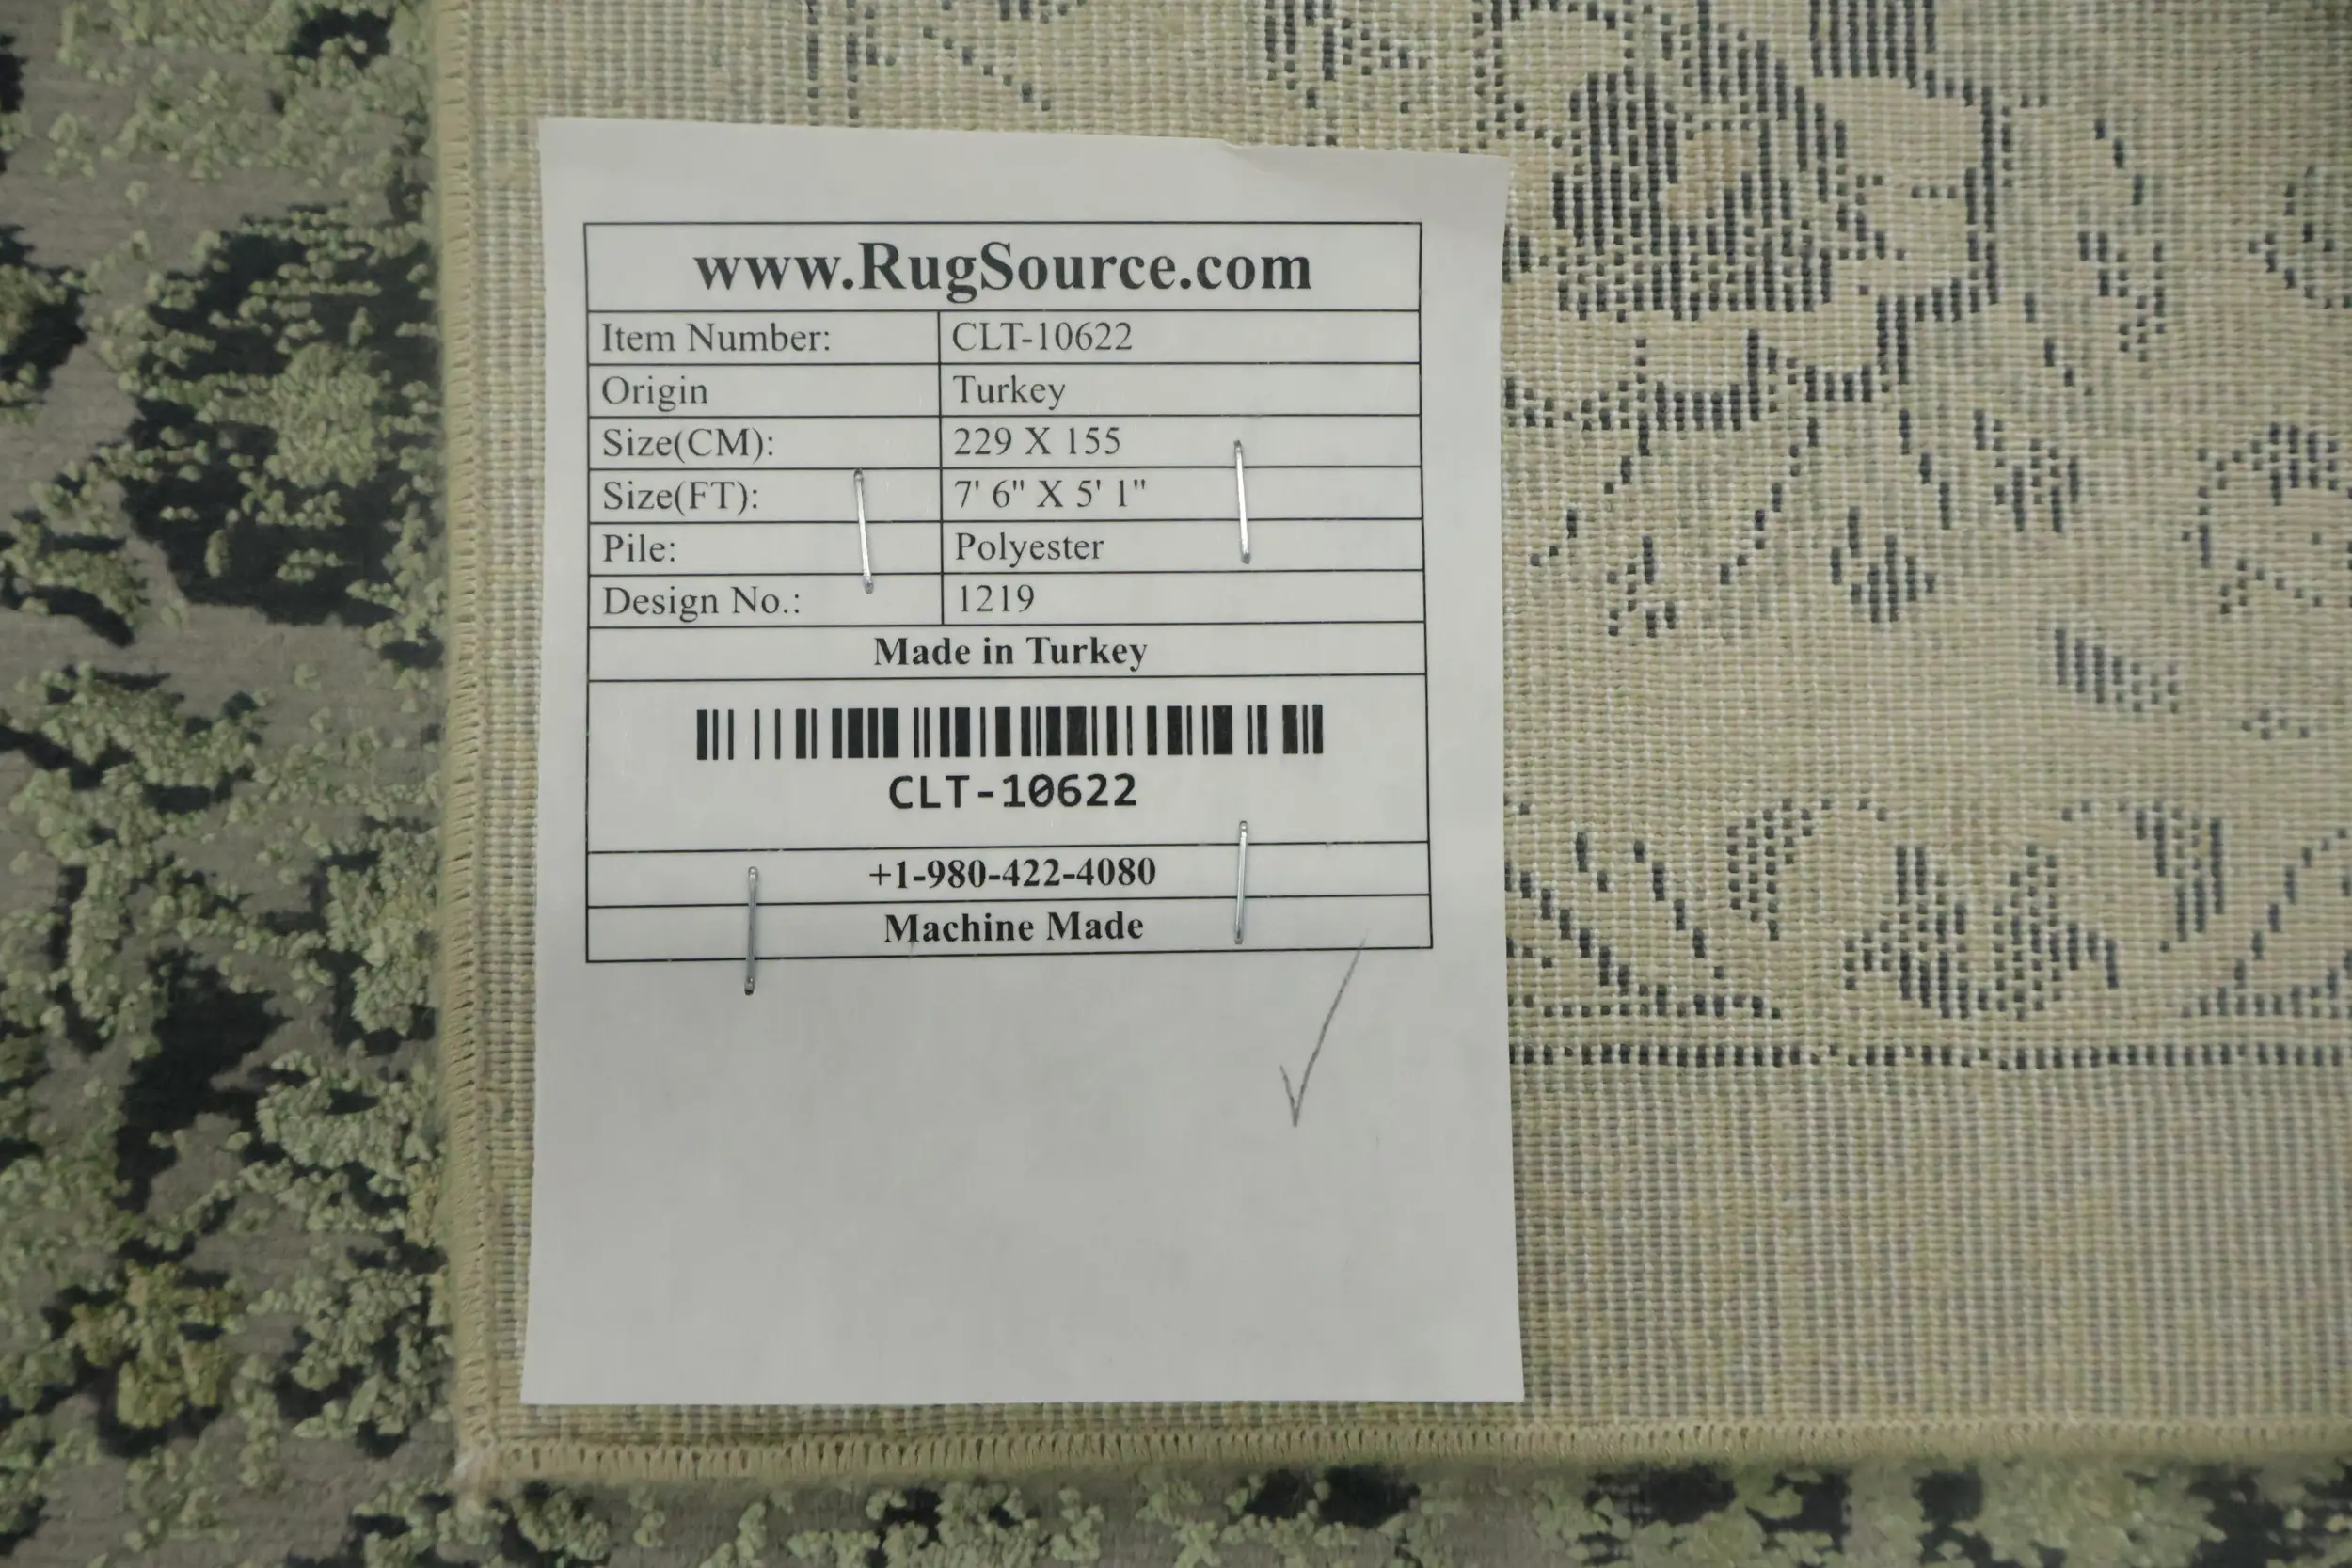 www.RugSource.com
Item Number: CLT-10622
Origin Turkey
Size(CM): 229 X 155
Size(FT): 7' 6" X 5' 1"
Pile: Polyester
Design No.: 1219
Made in Turkey
CLT-10622
+1-980-422-4080
Machine Made